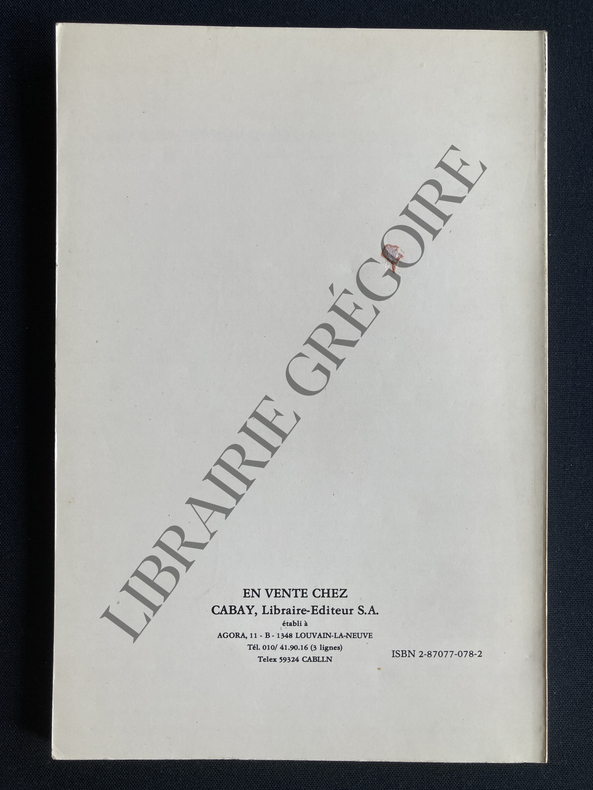 LIBRAIRIE GRÉGOIRE
EN VENTE CHEZ
CABAY, Libraire-Editeur S.A.
établi à
AGORA, 11 - B - 1348 LOUVAIN-LA-NEUVE
Tél. 010/ 41.90.16 (3 lignes)
Telex 59324 CABLLN
ISBN 2-87077-078-2